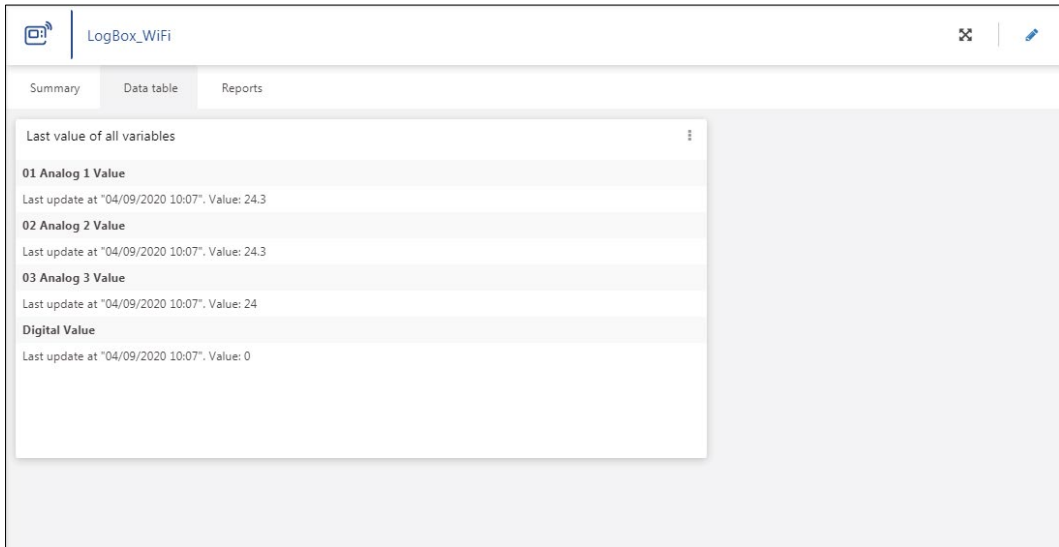 LogBox_WiFi
Summary Data table Reports
Last value of all variables
01 Analog 1 Value
Last update at "04/09/2020 10:07". Value: 24.3
02 Analog 2 Value
Last update at "04/09/2020 10:07". Value: 24.3
03 Analog 3 Value
Last update at "04/09/2020 10:07". Value: 24
Digital Value
Last update at "04/09/2020 10:07". Value: 0